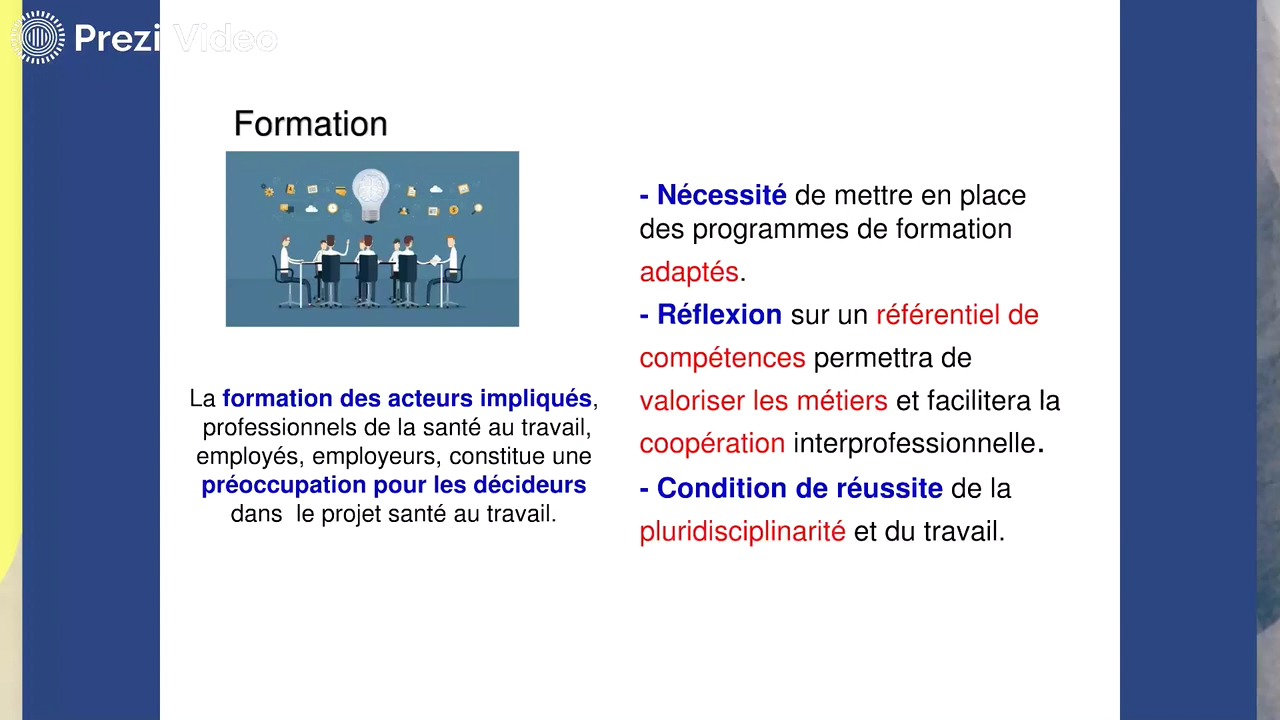 Prezi Video
Formation
La formation des acteurs impliqués,
professionnels de la santé au travail,
employés, employeurs, constitue une
préoccupation pour les décideurs
dans le projet santé au travail.
- Nécessité de mettre en place
des programmes de formation
adaptés.
- Réflexion sur un référentiel de
compétences permettra de
valoriser les métiers et facilitera la
coopération interprofessionnelle.
- Condition de réussite de la
pluridisciplinarité et du travail.